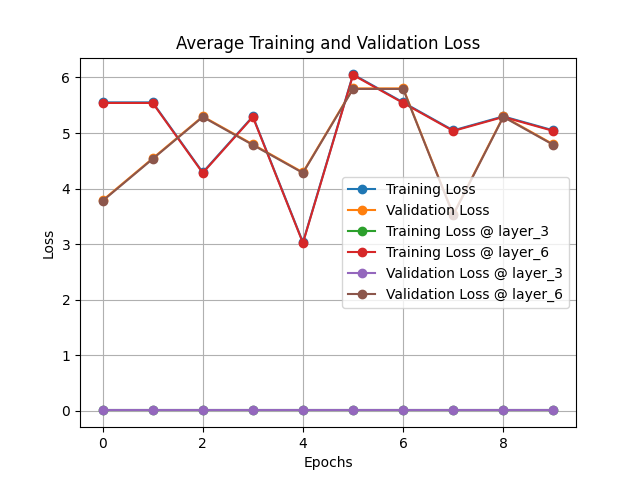 Average Training and Validation Loss
6
5
4
3
2
1
0
Loss
Training Loss
Validation Loss
Training Loss @ layer_3
Training Loss @ layer_6
Validation Loss @ layer_3
Validation Loss @ layer_6
0 2 4 6 8
Epochs